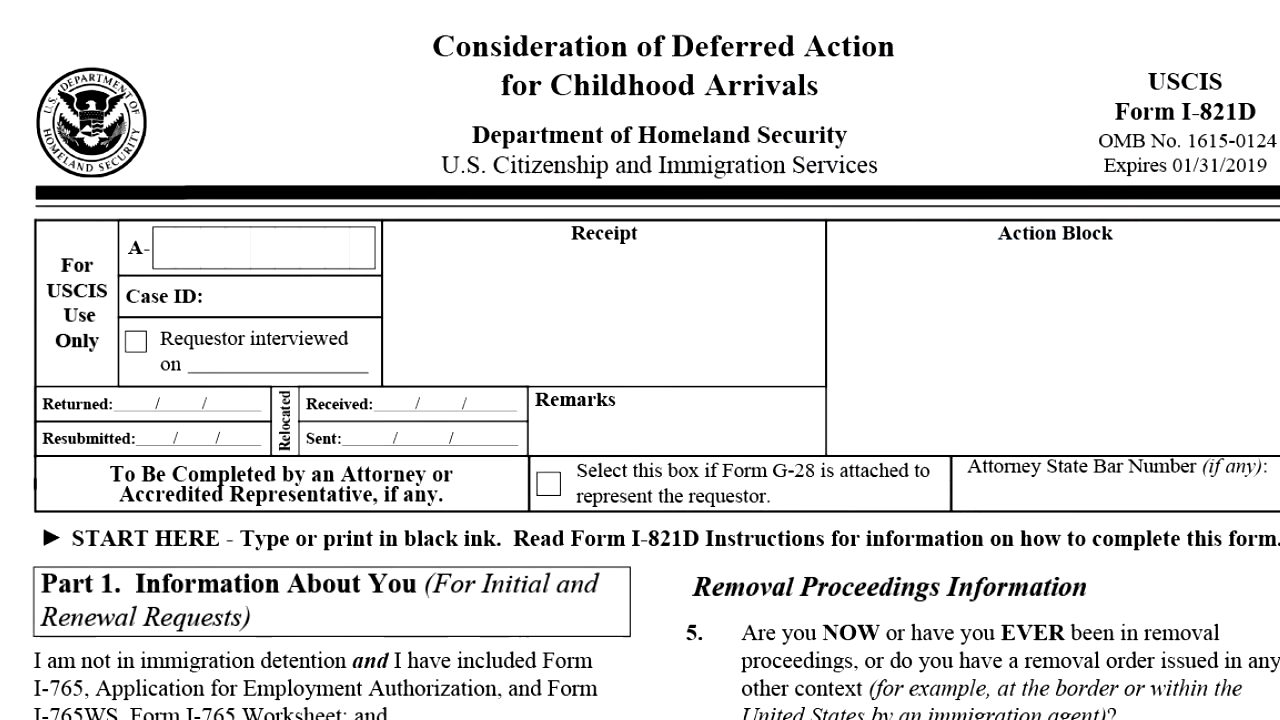 Consideration of Deferred Action
for Childhood Arrivals
Department of Homeland Security
U.S. Citizenship and Immigration Services
USCIS
Form I-821D
OMB No. 1615-0124
Expires 01/31/2019
U.S. DEPARTMENT OF
HOMELAND SECURITY
For
USCIS
Use
Only
A-
Case ID:
Requestor interviewed
on
Receipt
Action Block
Returned: / /
Resubmitted: / /
Relocated
Received: / /
Sent: / /
Remarks
To Be Completed by an Attorney or
Accredited Representative, if any.
Select this box if Form G-28 is attached to
represent the requestor.
Attorney State Bar Number (if any):
► START HERE - Type or print in black ink. Read Form I-821D Instructions for information on how to complete this form.
Part 1. Information About You (For Initial and
Renewal Requests)
I am not in immigration detention and I have included Form
I-765, Application for Employment Authorization, and Form
I-765WS, Form I-765 Worksheet; and
Removal Proceedings Information
5. Are you NOW or have you EVER been in removal
proceedings, or do you have a removal order issued in any
other context (for example, at the border or within the
United States by an immigration agent)?